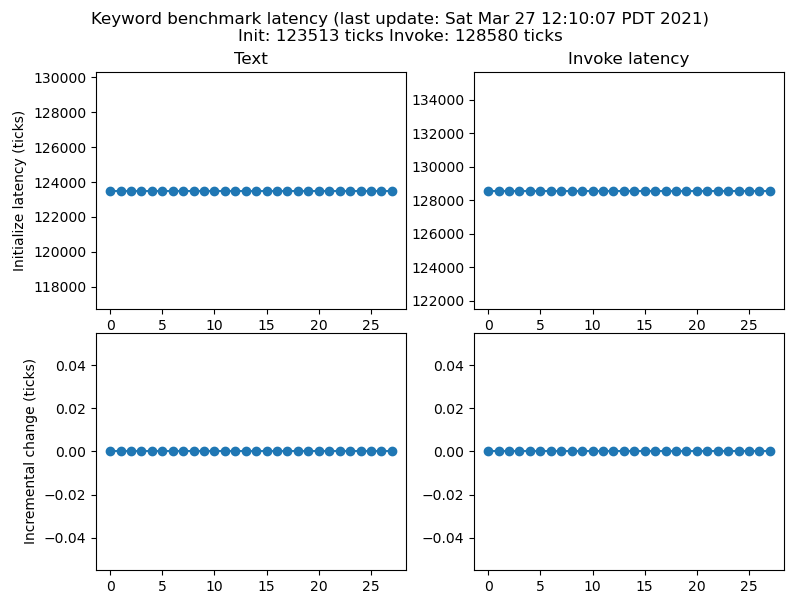 Keyword benchmark latency (last update: Sat Mar 27 12:10:07 PDT 2021)
Init: 123513 ticks Invoke: 128580 ticks
Text
Initialize latency (ticks)
130000
128000
126000
124000
122000
120000
118000
0 5 10 15 20 25
Invoke latency
134000
132000
130000
128000
126000
124000
122000
0 5 10 15 20 25
Incremental change (ticks)
0.04
0.02
0.00
−0.02
−0.04
0 5 10 15 20 25
0.04
0.02
0.00
−0.02
−0.04
0 5 10 15 20 25